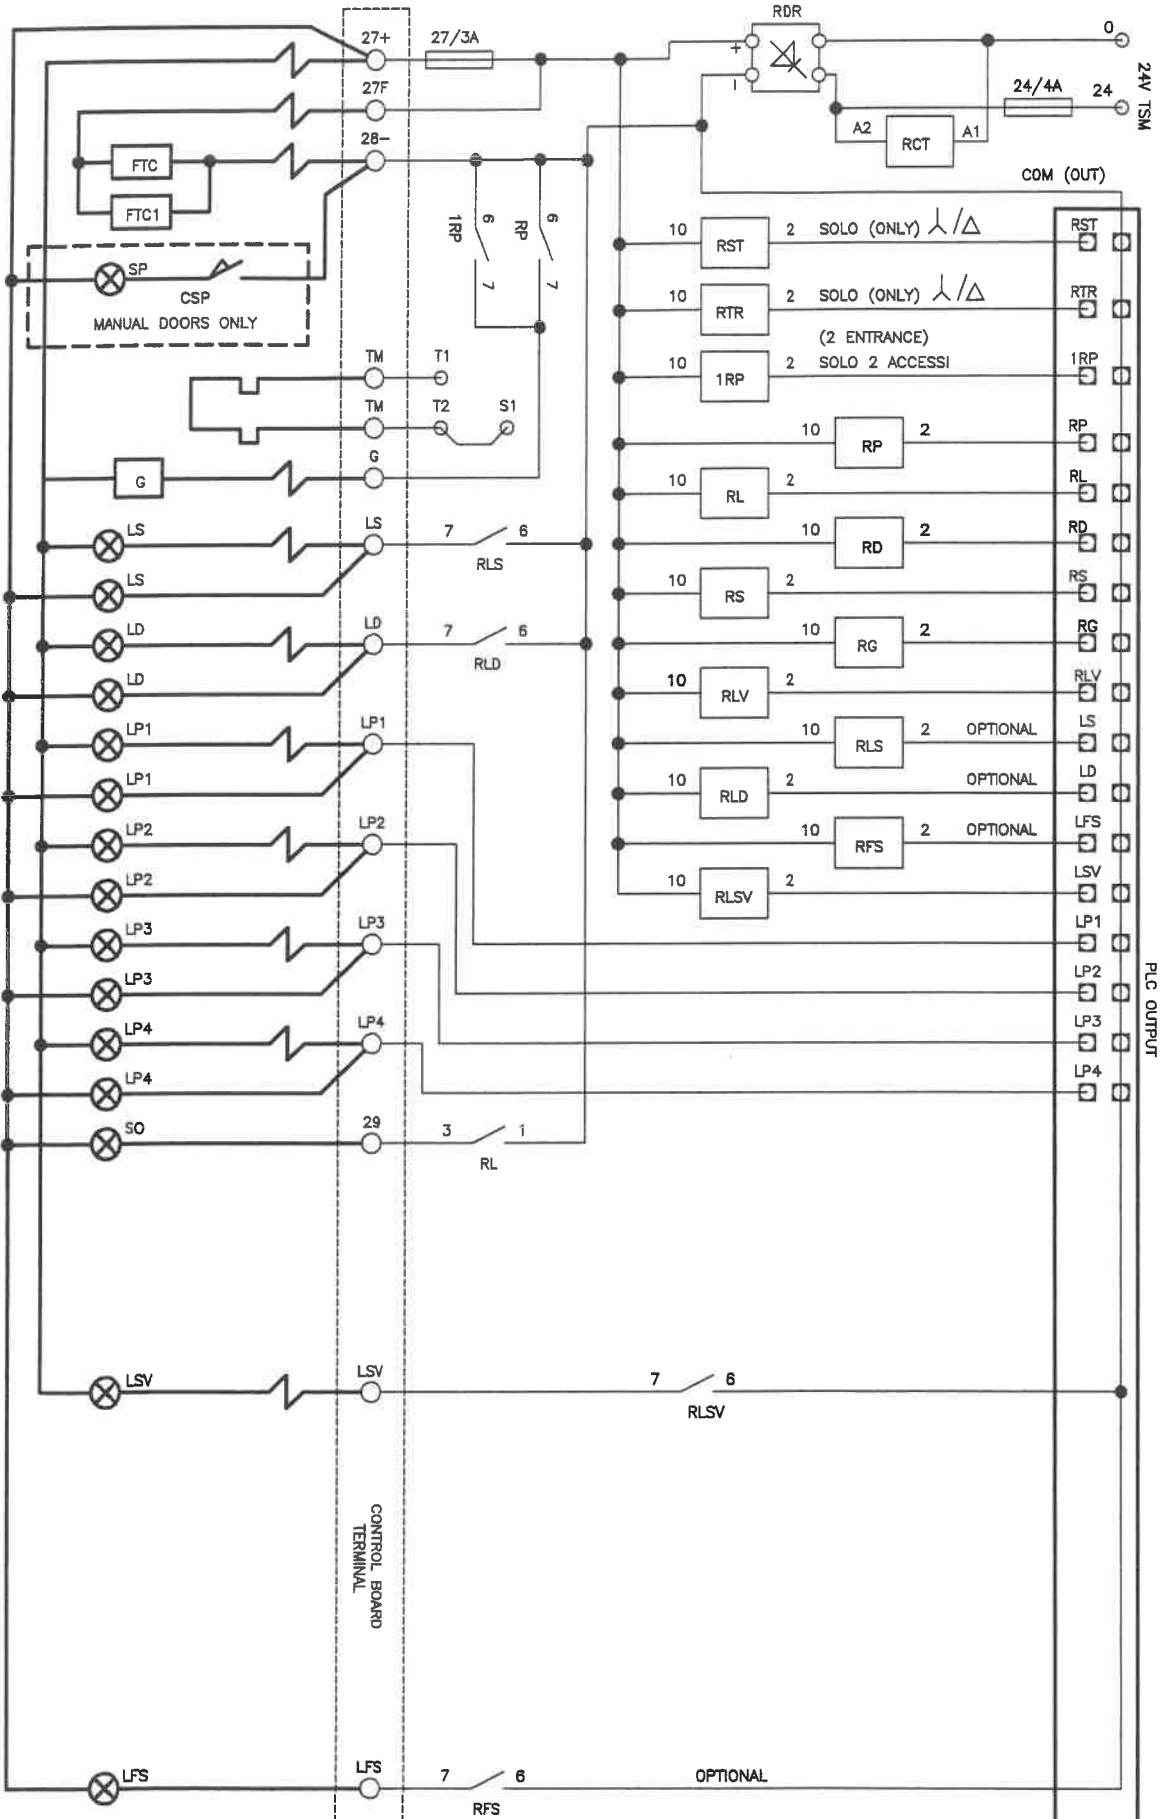 RDR
27+
27/3A
+
0
27F
24/4A
24
24V TSM
28-
A2
RCT
A1
FTC
FTC1
COM (OUT)
6 1RP 7
6 RP 7
10 RST 2 SOLO (ONLY) /
RST
SP
CSP
MANUAL DOORS ONLY
10 RTR 2 SOLO (ONLY) /
RTR
(2 ENTRANCE)
10 1RP 2 SOLO 2 ACCESSI
1RP
TM T1
TM T2 S1
10 RP 2 RP
G G
10 RL 2 RL
LS LS 7 6
RLS
10 RD 2 RD
LS
10 RS 2 RS
LD LD 7 6
RLD
10 RG 2 RG
LD
10 RLV 2 RLV
LP1 LP1
10 RLS 2 OPTIONAL LS
LP1
10 RLD 2 OPTIONAL LD
LP2 LP2
10 RFS 2 OPTIONAL LFS
LP2
10 RLSV 2 LSV
LP3 LP3
LP1
LP3
LP2
LP4 LP4
LP3
LP4
LP4
PLC OUTPUT
SO 29 3 1
RL
LSV LSV 7 6
RLSV
CONTROL BOARD
TERMINAL
LFS LFS 7 6 OPTIONAL
RFS